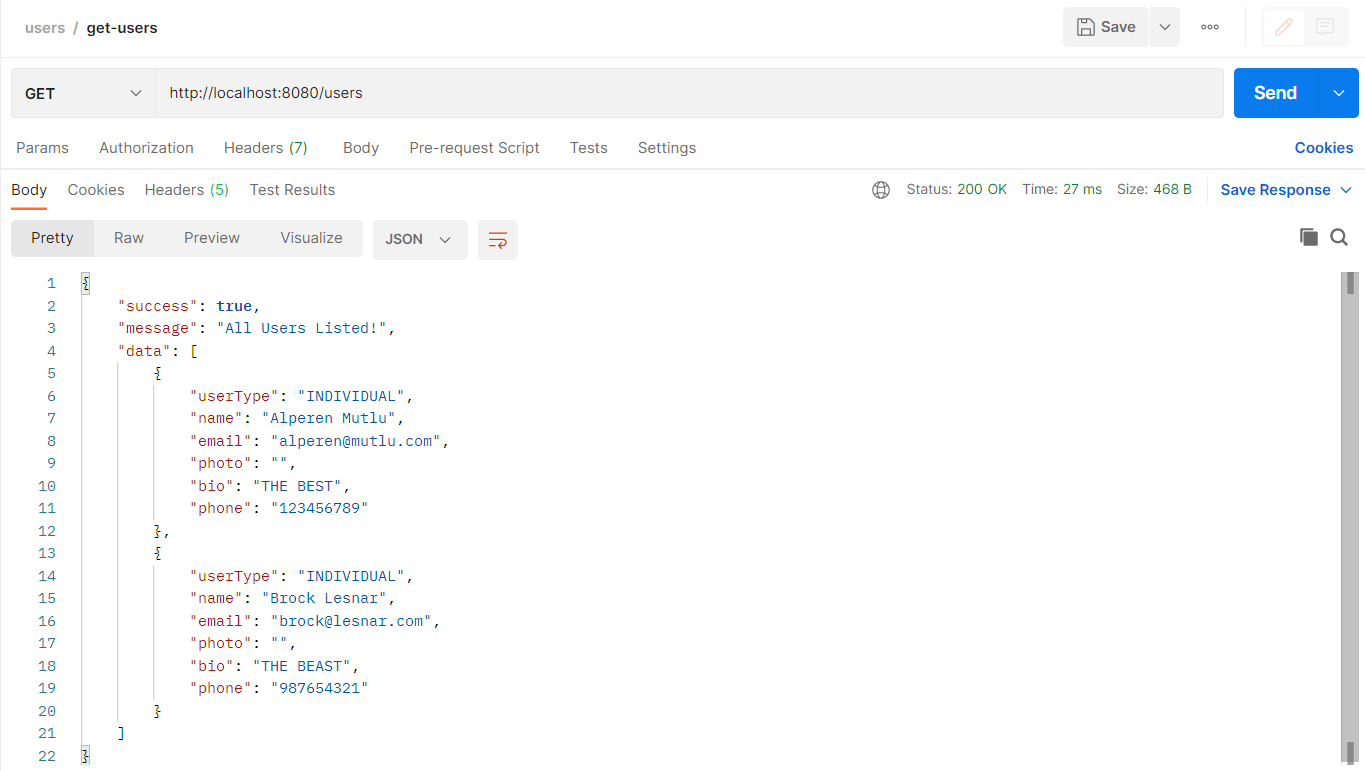 users / get-users Save
GET http://localhost:8080/users Send
Params Authorization Headers (7) Body Pre-request Script Tests Settings Cookies
Body Cookies Headers (5) Test Results Status: 200 OK Time: 27 ms Size: 468 B Save Response
Pretty Raw Preview Visualize JSON
1 {
2 "success": true,
3 "message": "All Users Listed!",
4 "data": [
5 {
6 "userType": "INDIVIDUAL",
7 "name": "Alperen Mutlu",
8 "email": "alperen@mutlu.com",
9 "photo": "",
10 "bio": "THE BEST",
11 "phone": "123456789"
12 },
13 {
14 "userType": "INDIVIDUAL",
15 "name": "Brock Lesnar",
16 "email": "brock@lesnar.com",
17 "photo": "",
18 "bio": "THE BEAST",
19 "phone": "987654321"
20 }
21 ]
22 }